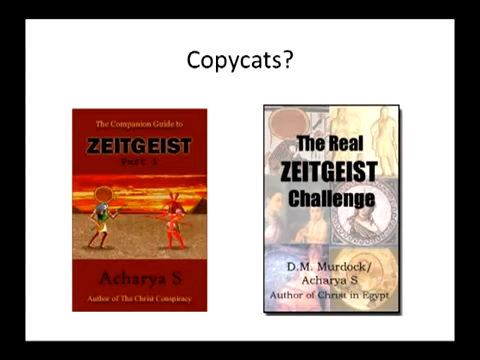 Copycats?
The Companion Guide to
ZEITGEIST
Part 1
Acharya S
Author of The Christ Conspiracy
The Real
ZEITGEIST
Challenge
D.M. Murdock/
Acharya S
Author of Christ in Egypt